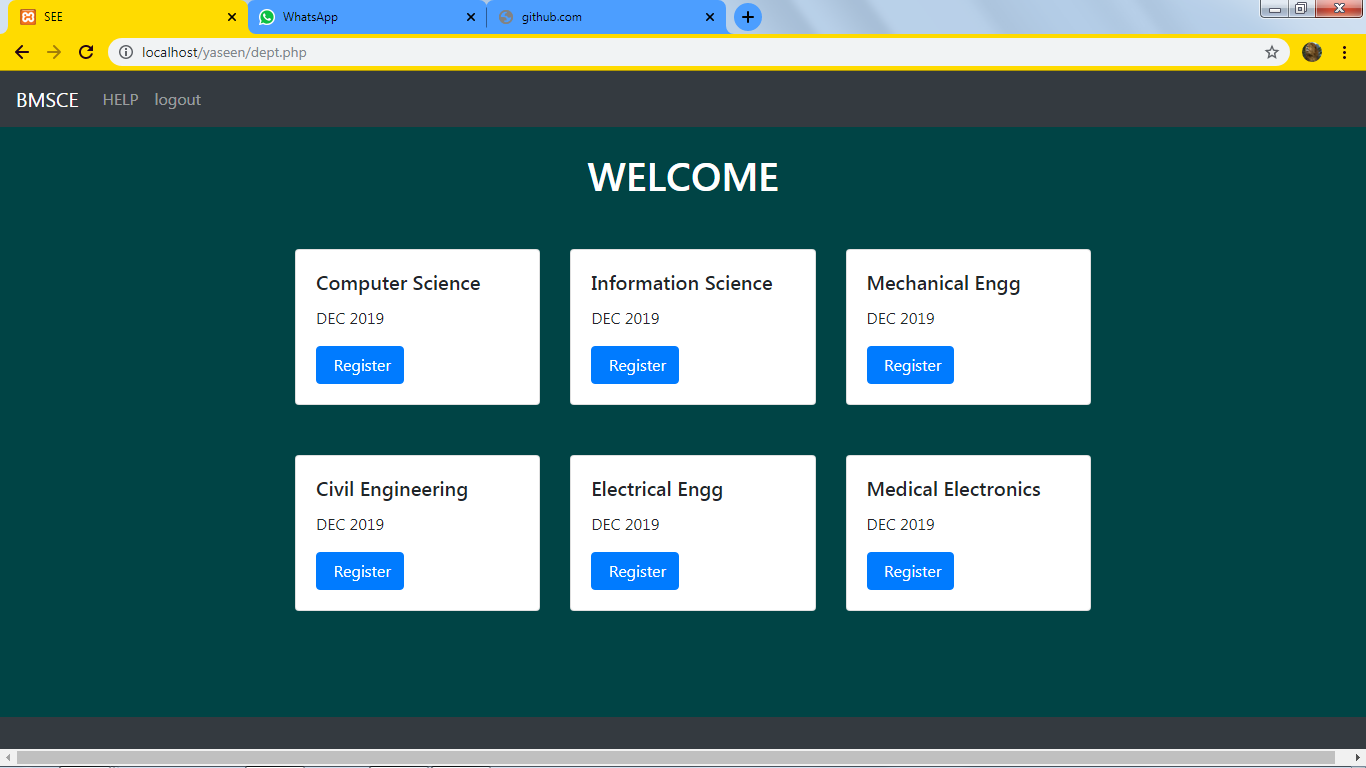 SEE
WhatsApp
github.com
localhost/yaseen/dept.php
BMSCE HELP logout
WELCOME
Computer Science
DEC 2019
Register
Information Science
DEC 2019
Register
Mechanical Engg
DEC 2019
Register
Civil Engineering
DEC 2019
Register
Electrical Engg
DEC 2019
Register
Medical Electronics
DEC 2019
Register